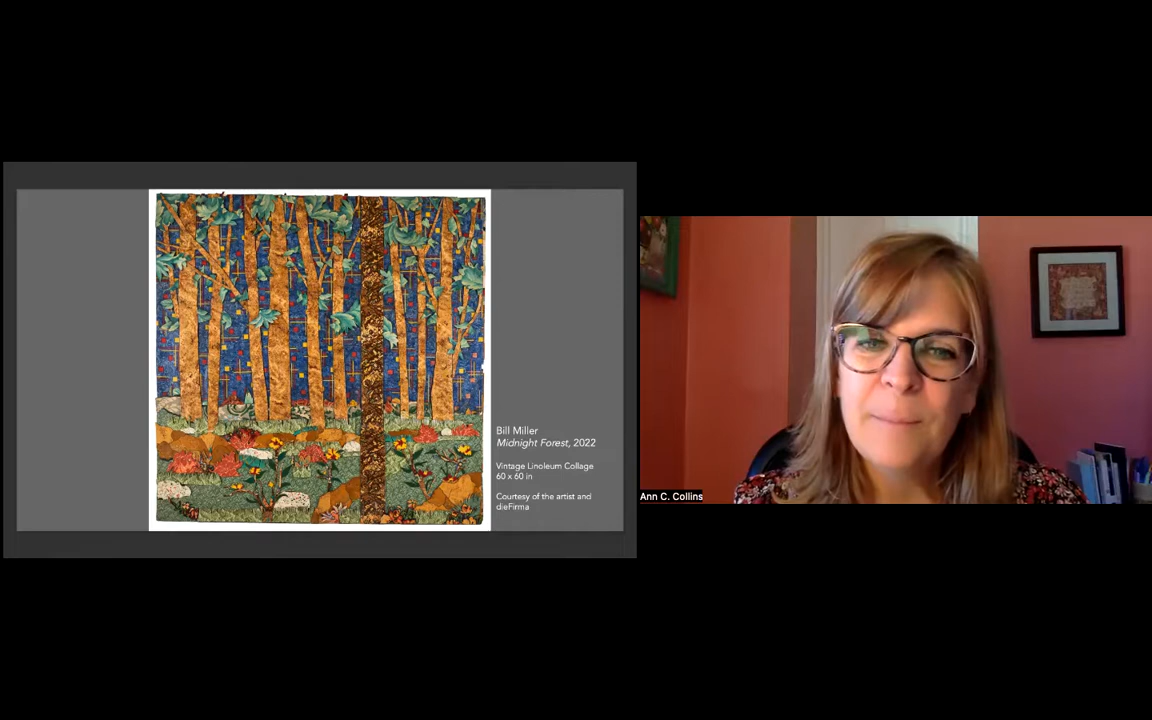 Bill Miller
Midnight Forest, 2022
Vintage Linoleum Collage
60 x 60 in
Courtesy of the artist and
dieFirma
Ann C. Collins